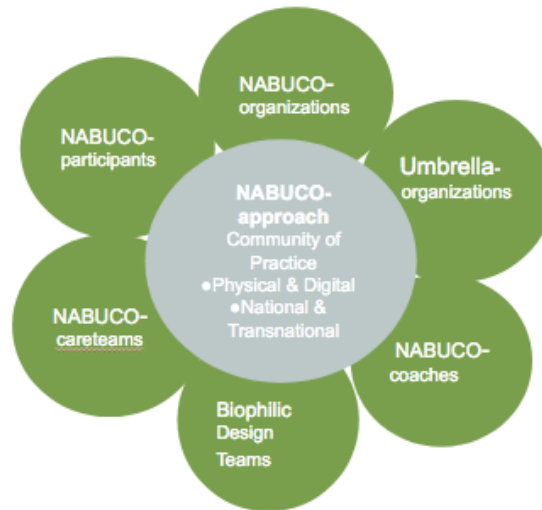 NABUCO-
organizations
NABUCO-
participants
Umbrella-
organizations
NABUCO-
approach
Community of
Practice
●Physical & Digital
●National &
Transnational
NABUCO-
careteams
NABUCO-
coaches
Biophilic
Design
Teams